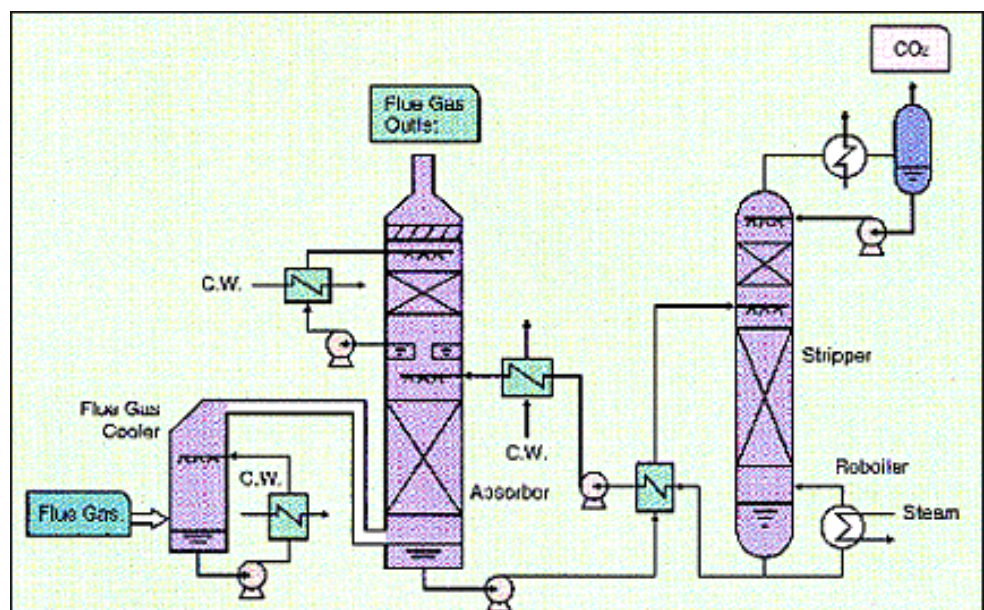 CO₂
Flue Gas
Outlet
C.W.
Stripper
Flue Gas
Cooler
C.W.
C.W.
Reboiler
Absorber
Flue Gas.
Steam